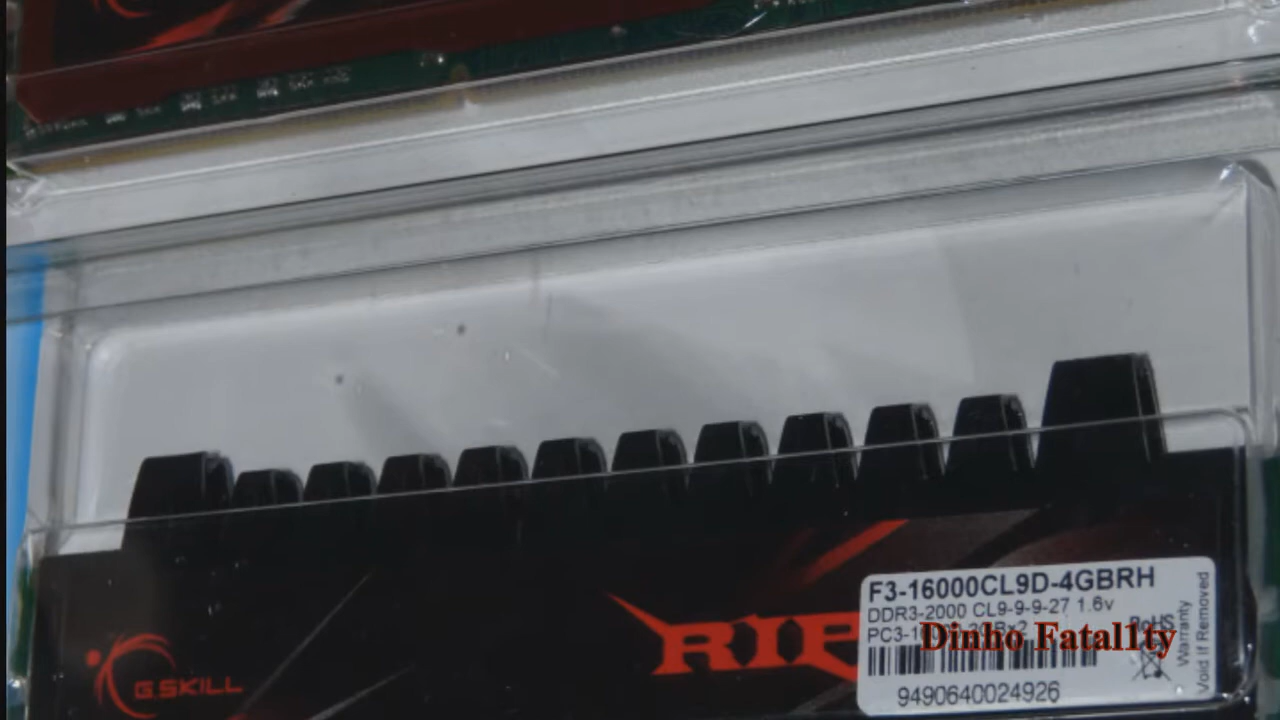 G.SKILL
RIP
F3-16000CL9D-4GBRH
DDR3-2000 CL9-9-9-27 1.6v
RoHS
Dinho Fatal1ty
9490640024926
Warranty
Void If Removed